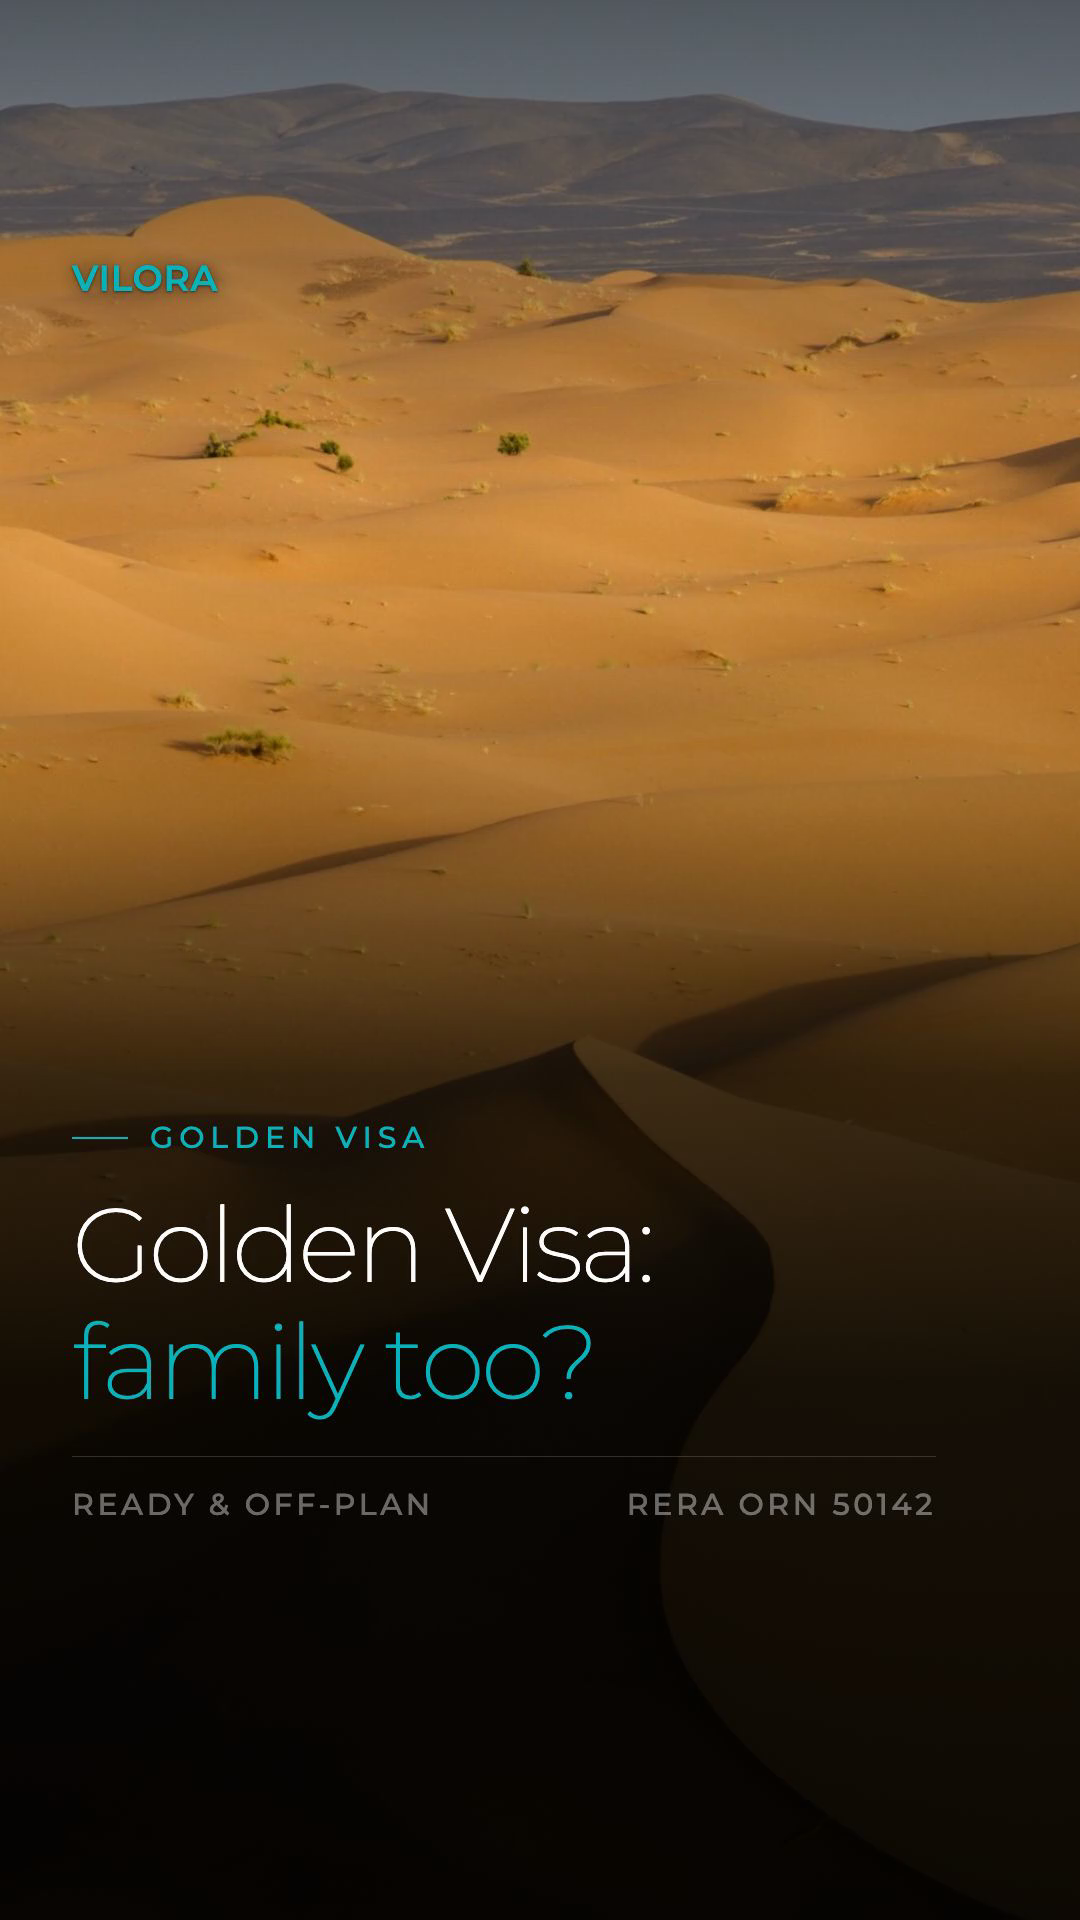 VILORA
GOLDEN VISA
Golden Visa:
family too?
READY & OFF-PLAN
RERA ORN 50142